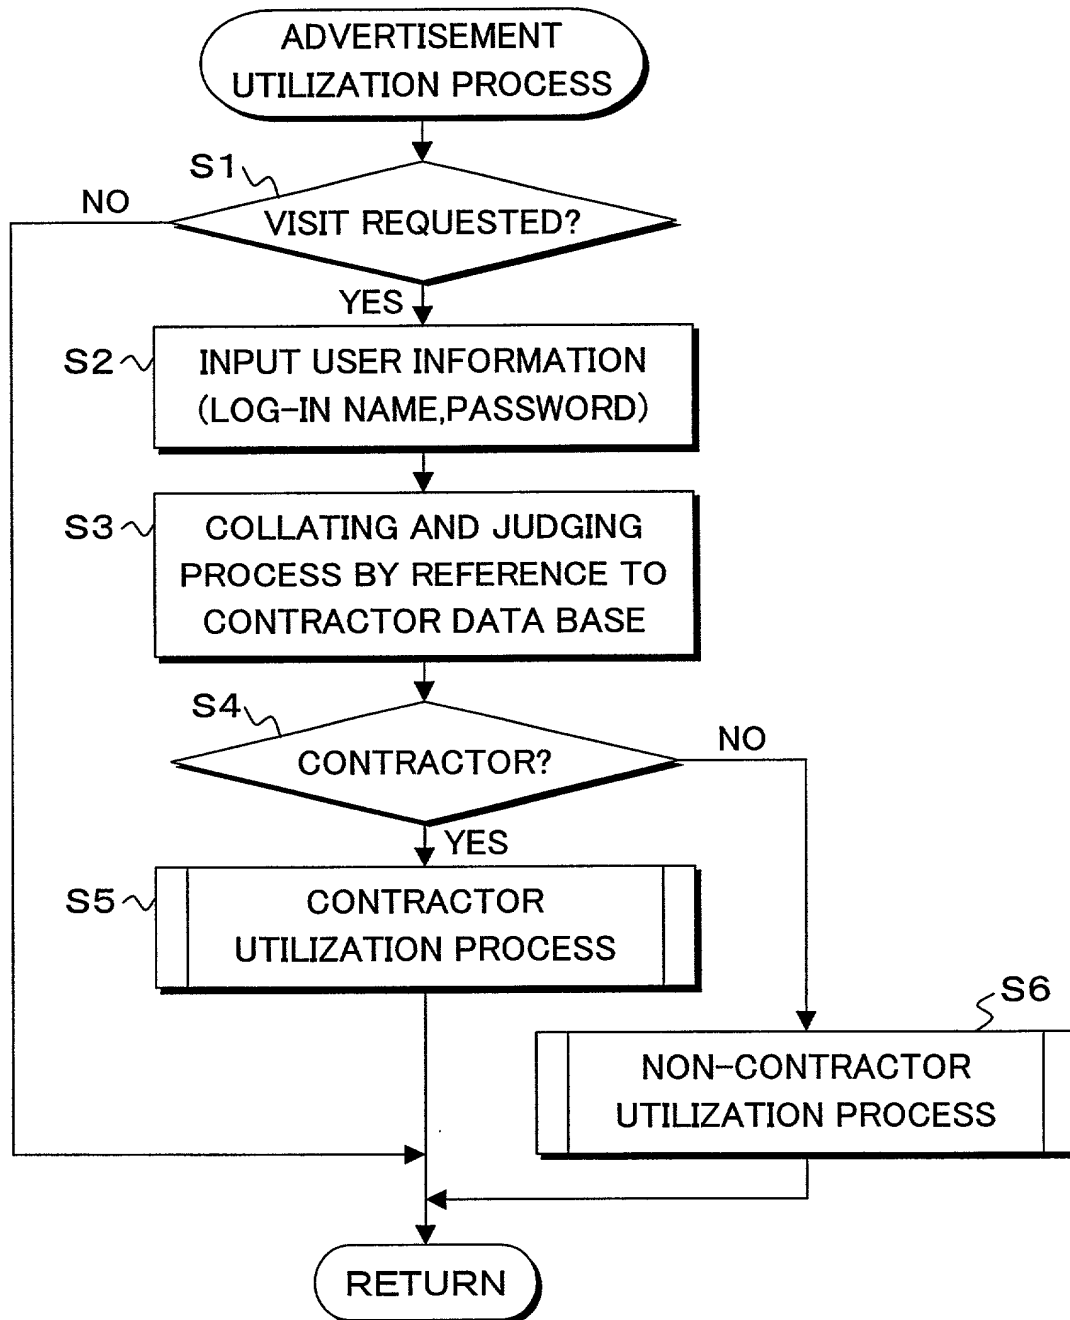 ADVERTISEMENT
UTILIZATION PROCESS
S1
NO
VISIT REQUESTED?
YES
S2
INPUT USER INFORMATION
(LOG-IN NAME,PASSWORD)
S3
COLLATING AND JUDGING
PROCESS BY REFERENCE TO
CONTRACTOR DATA BASE
S4
NO
CONTRACTOR?
YES
S5
CONTRACTOR
UTILIZATION PROCESS
S6
NON-CONTRACTOR
UTILIZATION PROCESS
RETURN